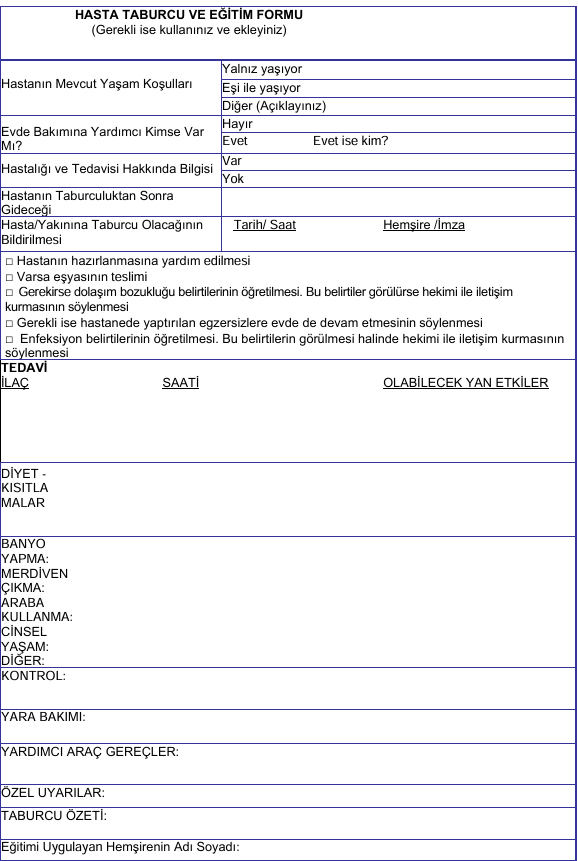 HASTA TABURCU VE EĞİTİM FORMU
(Gerekli ise kullanınız ve ekleyiniz)
Hastanın Mevcut Yaşam Koşulları
Yalnız yaşıyor
Eşi ile yaşıyor
Diğer (Açıklayınız)
Evde Bakımına Yardımcı Kimse Var
Mı?
Hayır
Evet Evet ise kim?
Hastalığı ve Tedavisi Hakkında Bilgisi
Var
Yok
Hastanın Taburculuktan Sonra
Gideceği
Hasta/Yakınına Taburcu Olacağının
Bildirilmesi
Tarih/ Saat Hemşire /İmza
□ Hastanın hazırlanmasına yardım edilmesi
□ Varsa eşyasının teslimi
□ Gerekirse dolaşım bozukluğu belirtilerinin öğretilmesi. Bu belirtiler görülürse hekimi ile iletişim
kurmasının söylenmesi
□ Gerekli ise hastanede yaptırılan egzersizlere evde de devam etmesinin söylenmesi
□ Enfeksiyon belirtilerinin öğretilmesi. Bu belirtilerin görülmesi halinde hekimi ile iletişim kurmasının
söylenmesi
TEDAVİ
İLAÇ SAATİ OLABİLECEK YAN ETKİLER
DİYET -
KISITLA
MALAR
BANYO
YAPMA:
MERDİVEN
ÇIKMA:
ARABA
KULLANMA:
CİNSEL
YAŞAM:
DİĞER:
KONTROL:
YARA BAKIMI:
YARDIMCI ARAÇ GEREÇLER:
ÖZEL UYARILAR:
TABURCU ÖZETİ:
Eğitimi Uygulayan Hemşirenin Adı Soyadı: